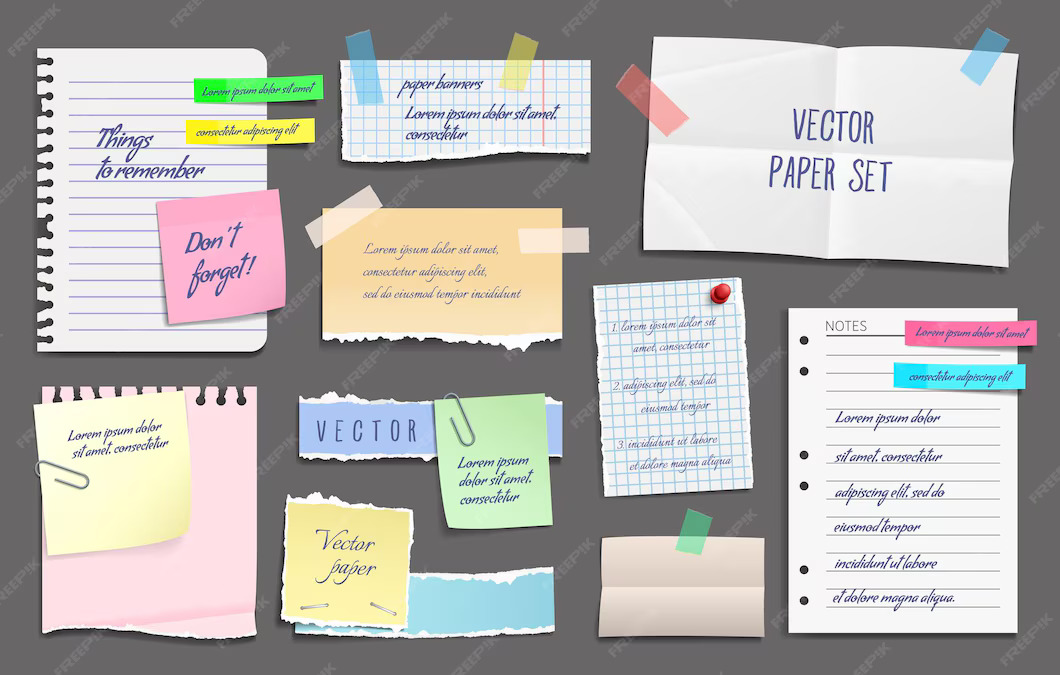 Things
to remember
Lorem ipsum dolor sit amet
consectetur adipiscing elit
Don't
forget!
paper banners
Lorem ipsum dolor sit amet,
consectetur
VECTOR
PAPER SET
Lorem ipsum dolor sit amet,
consectetur adipiscing elit,
sed do eiusmod tempor incididunt
1. lorem ipsum dolor sit
amet, consectetur
2. adipiscing elit, sed do
eiusmod tempor
3. incididunt ut labore
et dolore magna aliqua
NOTES
Lorem ipsum dolor sit amet
consectetur adipiscing elit
Lorem ipsum dolor
sit amet, consectetur
adipiscing elit, sed do
eiusmod tempor
incididunt ut labore
et dolore magna aliqua.
Lorem ipsum dolor
sit amet, consectetur
VECTOR
Lorem ipsum
dolor sit amet,
consectetur
Vector
paper
FREEPIK